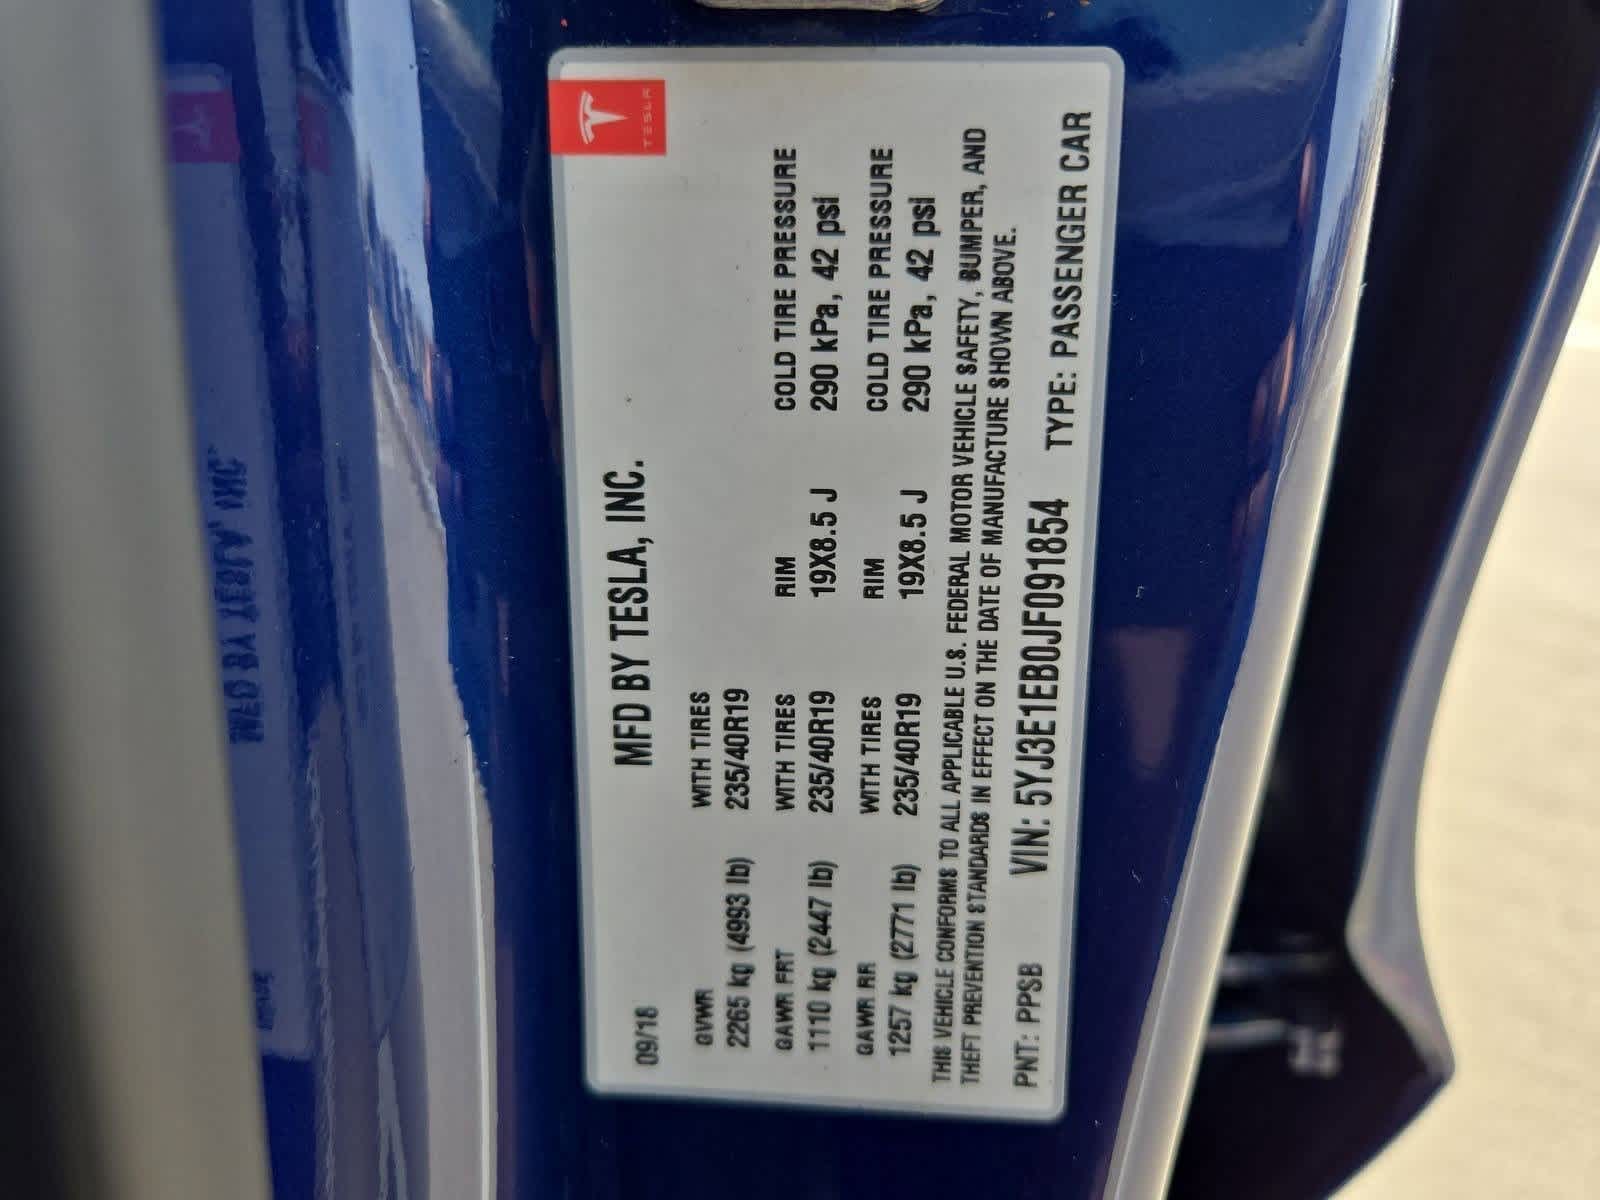 TESLA
09/18
MFD BY TESLA, INC.
GVWR WITH TIRES
2265 kg (4993 lb) 235/40R19
GAWR FRT WITH TIRES RIM COLD TIRE PRESSURE
1110 kg (2447 lb) 235/40R19 19X8.5 J 290 kPa, 42 psi
GAWR RR WITH TIRES RIM COLD TIRE PRESSURE
1257 kg (2771 lb) 235/40R19 19X8.5 J 290 kPa, 42 psi
THIS VEHICLE CONFORMS TO ALL APPLICABLE U.S. FEDERAL MOTOR VEHICLE SAFETY, BUMPER, AND
THEFT PREVENTION STANDARDS IN EFFECT ON THE DATE OF MANUFACTURE SHOWN ABOVE.
PNT: PPSB VIN: 5YJ3E1EB0JF091854 TYPE: PASSENGER CAR